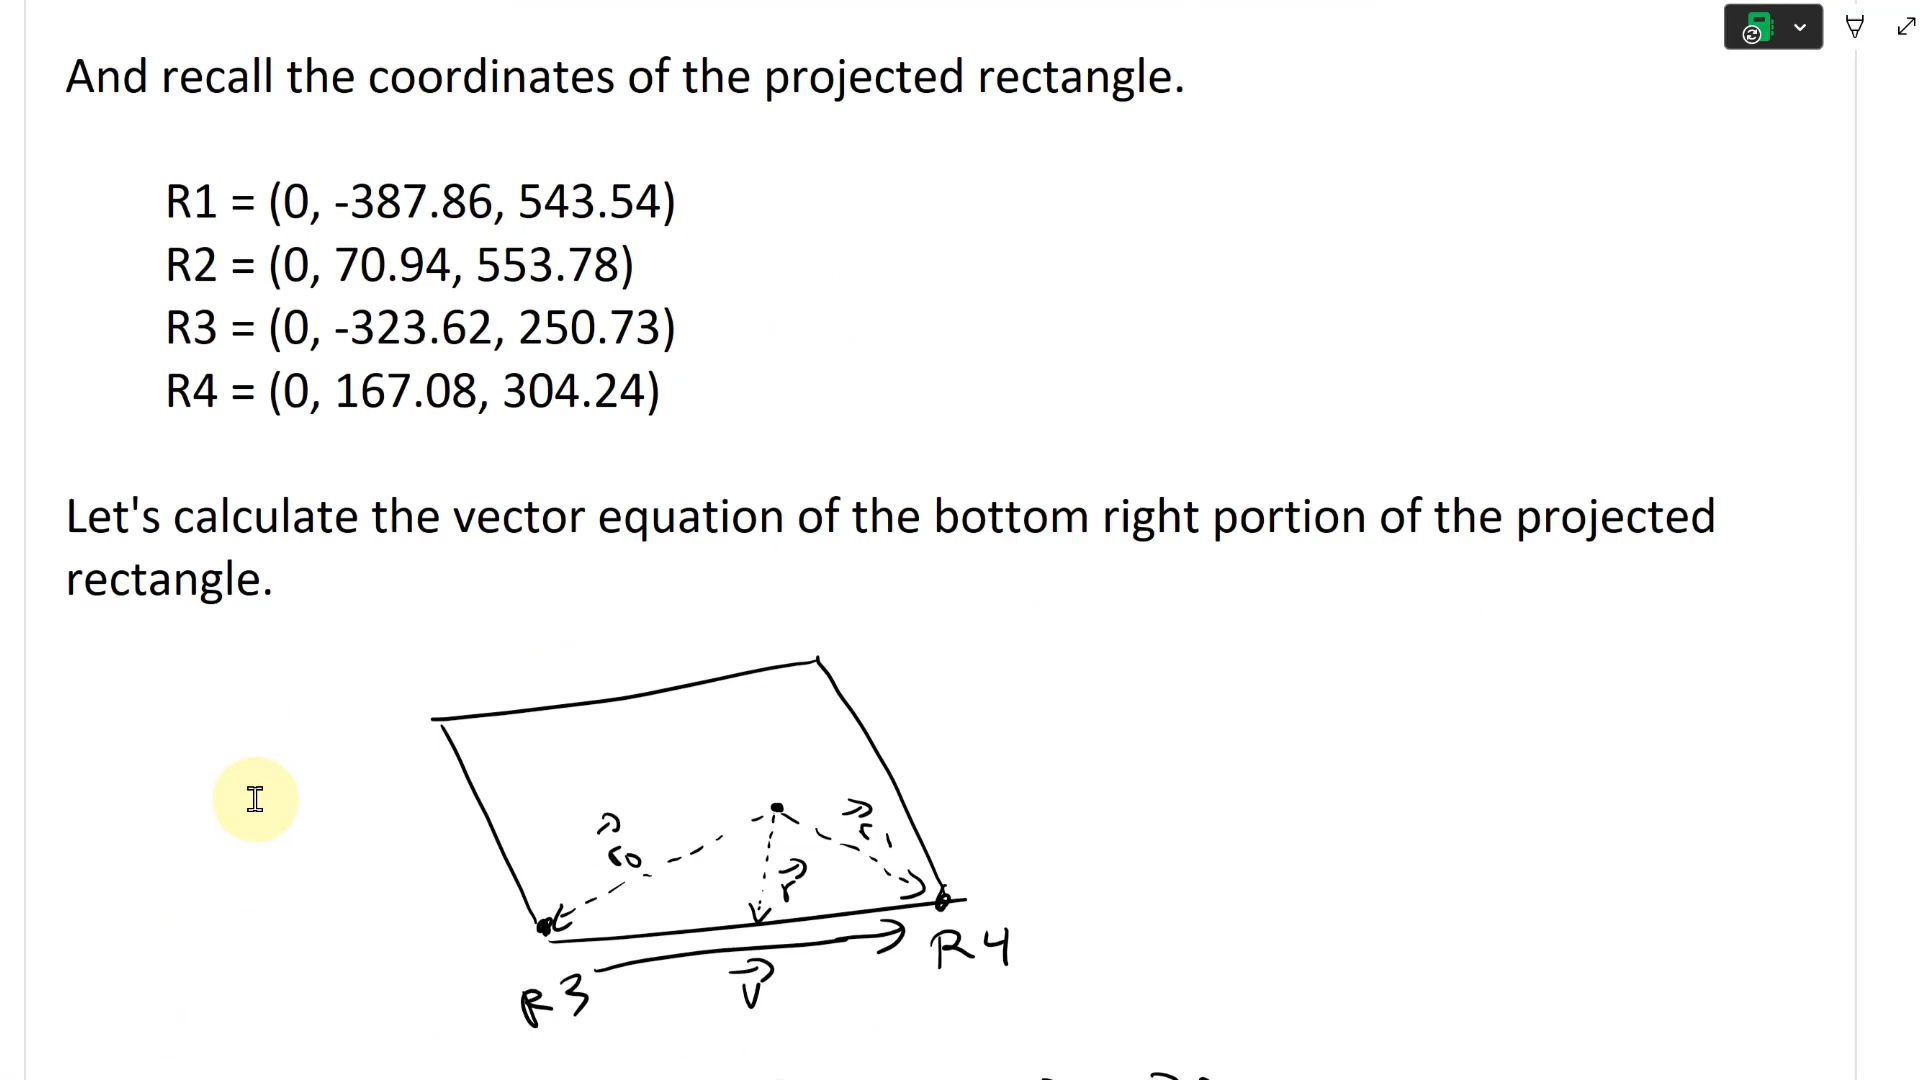 And recall the coordinates of the projected rectangle.
R1 = (0, -387.86, 543.54)
R2 = (0, 70.94, 553.78)
R3 = (0, -323.62, 250.73)
R4 = (0, 167.08, 304.24)
Let's calculate the vector equation of the bottom right portion of the projected
rectangle.
r0
r1
r
R4
R3
v